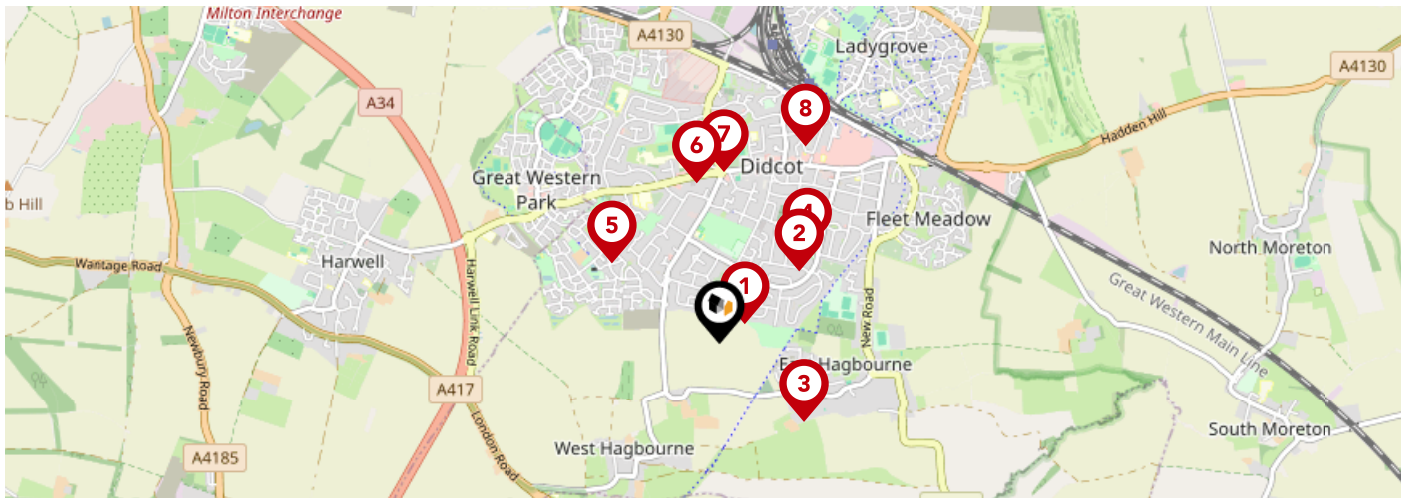 Milton Interchange
A4130
Ladygrove
A4130
A34
8
Hadden Hill
7
6
Didcot
Great Western
Park
b Hill
4
5
2
Fleet Meadow
North Moreton
Harwell
Wantage Road
Harwell Link Road
1
New Road
Great Western Main Line
Newbury Road
East Hagbourne
3
A417
London Road
South Moreton
West Hagbourne
A4185